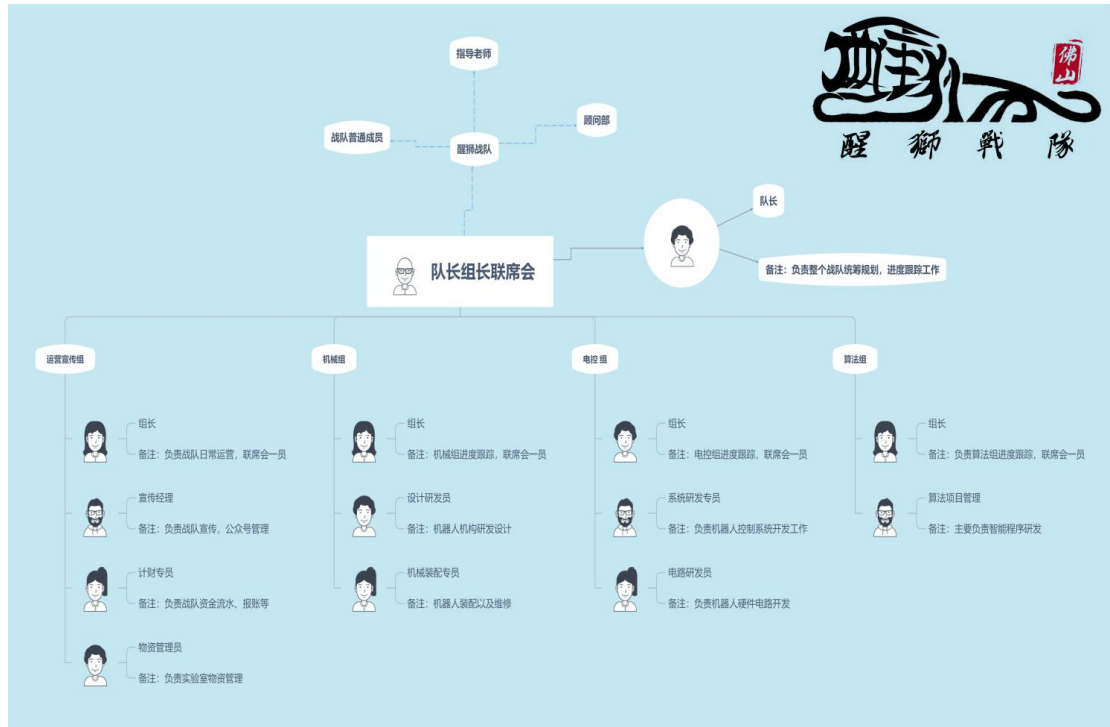 指导老师
佛山
顾问部
战队普通成员
醒狮战队
醒獅戰隊
队长
队长组长联席会
备注：负责整个战队统筹规划，进度跟踪工作
运营宣传组
机械组
电控 组
算法组
组长
备注：负责战队日常运营，联席会一员
宣传经理
备注：负责战队宣传，公众号管理
计财专员
备注：负责战队资金流水、报账等
物资管理员
备注：负责实验室物资管理
组长
备注：机械组进度跟踪，联席会一员
设计研发员
备注：机器人机构研发设计
机械装配专员
备注：机器人装配以及维修
组长
备注：电控组进度跟踪，联席会一员
系统研发专员
备注：负责机器人控制系统开发工作
电路研发员
备注：负责机器人硬件电路开发
组长
备注：负责算法组进度跟踪，联席会一员
算法项目管理
备注：主要负责智能程序研发